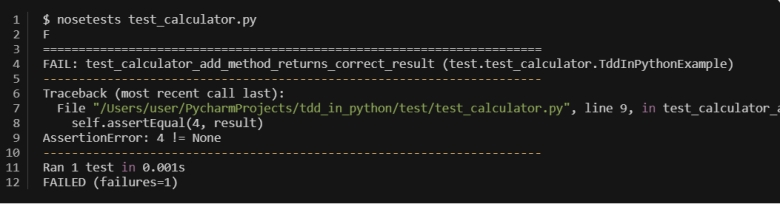 1 $ nosetests test_calculator.py
2 F
3 ======================================================================
4 FAIL: test_calculator_add_method_returns_correct_result (test.test_calculator.TddInPythonExample)
5 ----------------------------------------------------------------------
6 Traceback (most recent call last):
7   File "/Users/user/PycharmProjects/tdd_in_python/test/test_calculator.py", line 9, in test_calculator_a
8     self.assertEqual(4, result)
9 AssertionError: 4 != None
10 ----------------------------------------------------------------------
11 Ran 1 test in 0.001s
12 FAILED (failures=1)